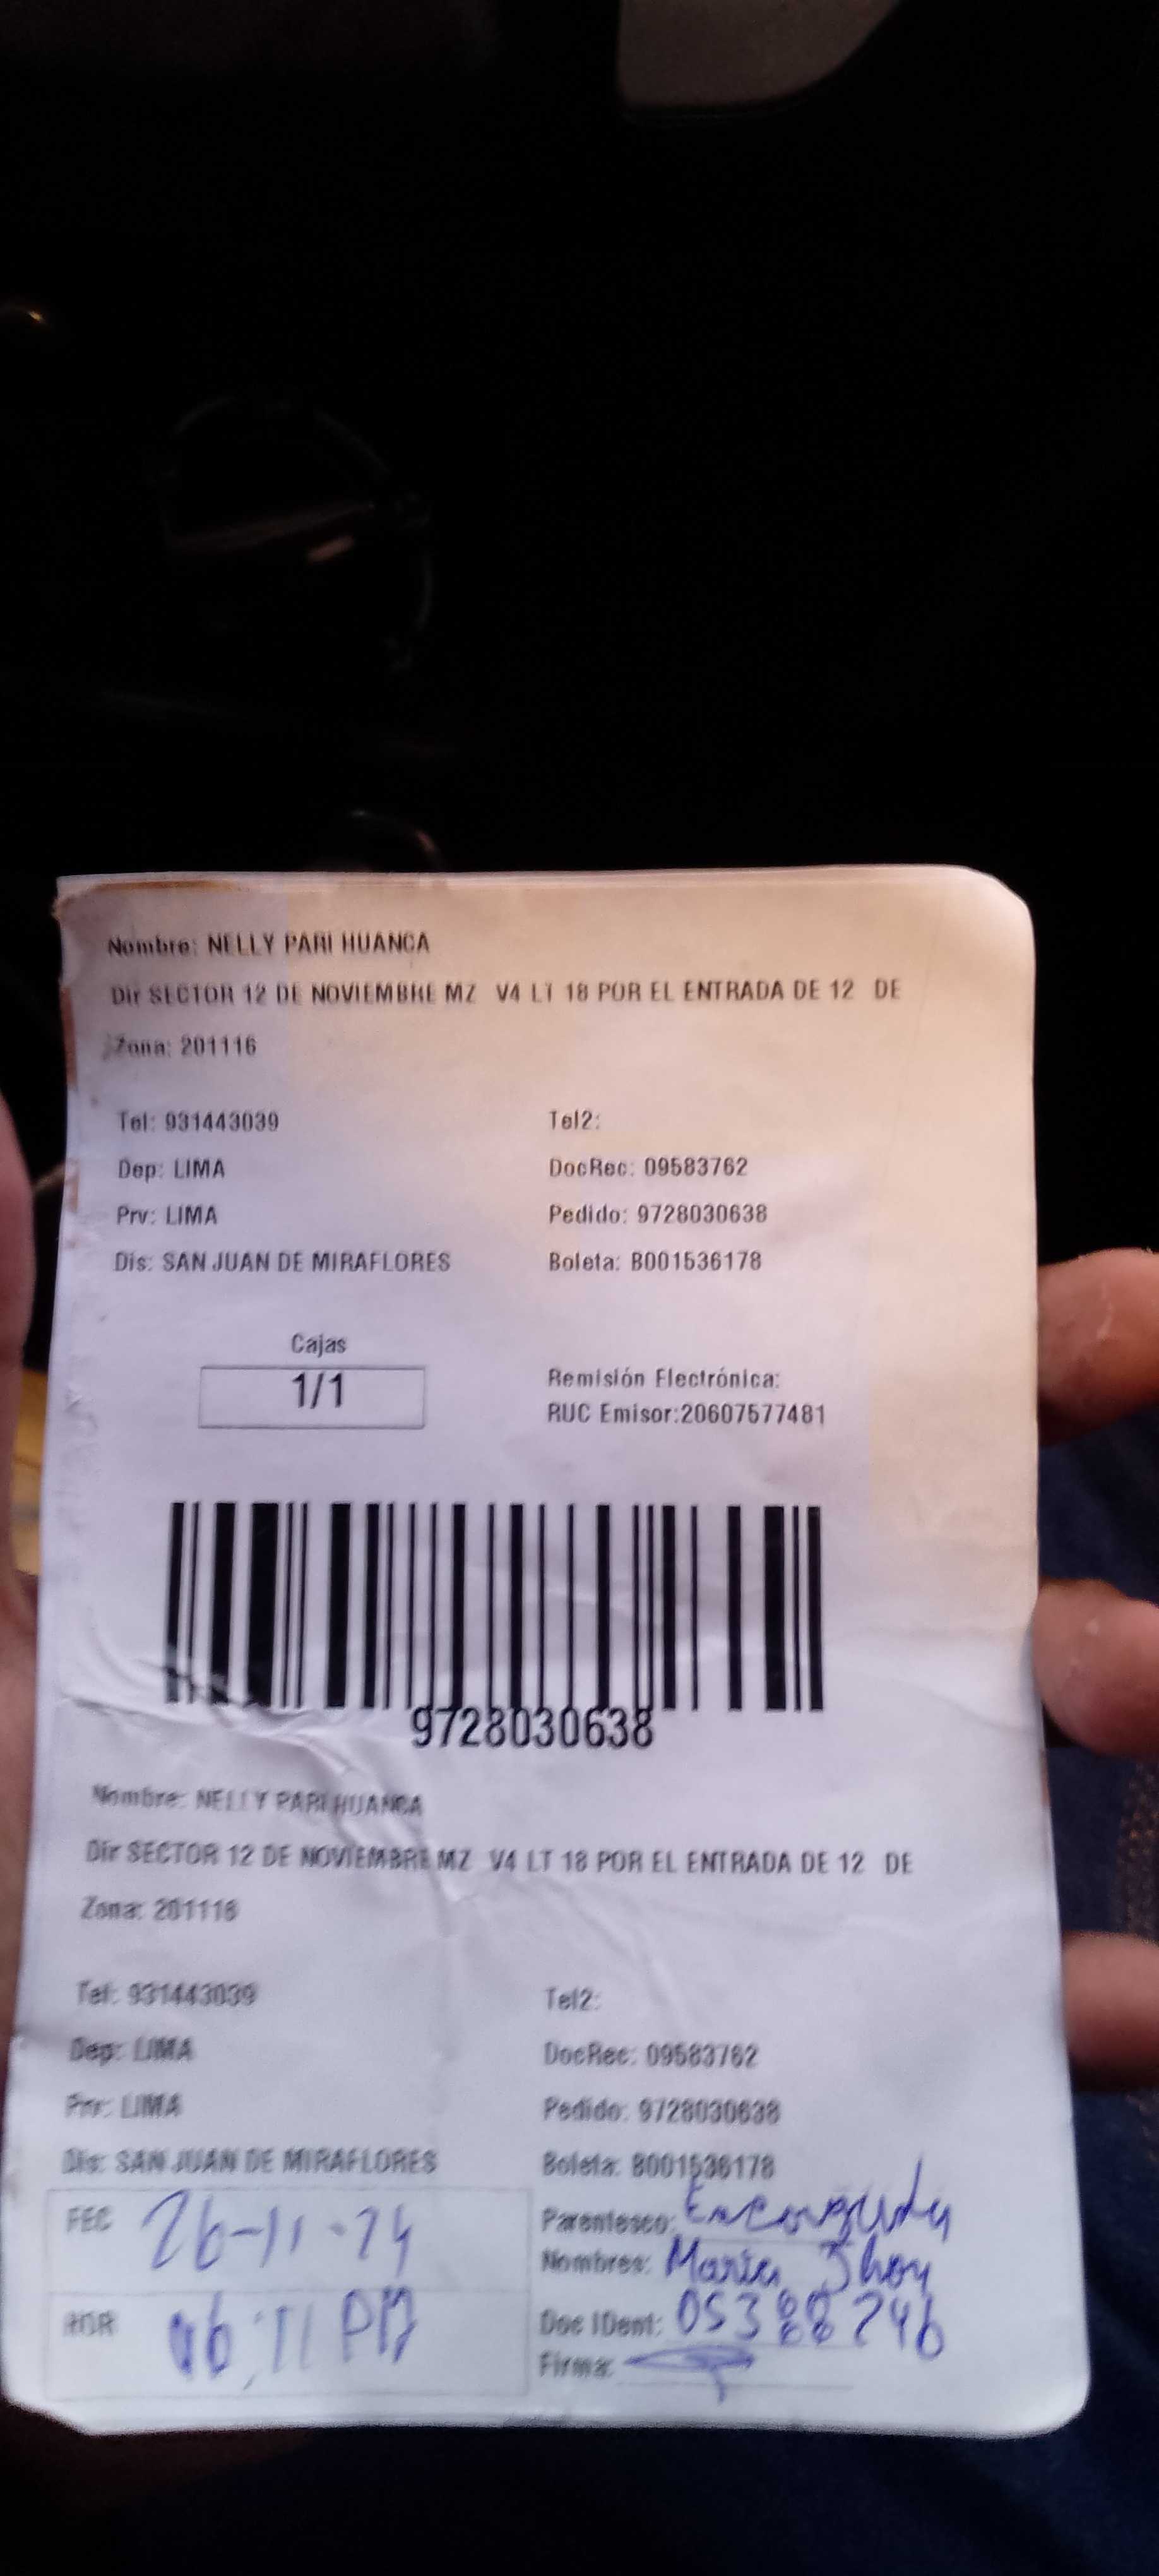 Nombre: NELLY PARI HUANCA
Dir SECTOR 12 DE NOVIEMBRE MZ V4 LT 18 POR EL ENTRADA DE 12 DE
Zona: 201116
Tel: 931443039 Tel2:
Dep: LIMA DocRec: 09583762
Prv: LIMA Pedido: 9728030638
Dis: SAN JUAN DE MIRAFLORES Boleta: B001536178
Cajas
1/1
Remisión Electrónica:
RUC Emisor:20607577481
9728030638
Nombre: NELLY PARI HUANCA
Dir SECTOR 12 DE NOVIEMBRE MZ V4 LT 18 POR EL ENTRADA DE 12 DE
Zona: 201116
Tel: 931443039 Tel2:
Dep: LIMA DocRec: 09583762
Prv: LIMA Pedido: 9728030638
Dis: SAN JUAN DE MIRAFLORES Boleta: B001536178
FEC 26-11-24
Parentesco: Encargada
Nombres: Maria Jhon
HOR 06:11 PM
Doc IDent: 05388746
Firma: